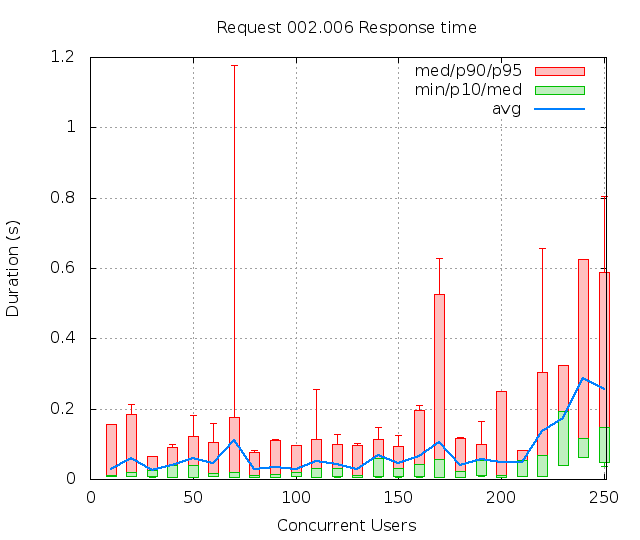 Request 002.006 Response time
med/p90/p95
min/p10/med
avg
Duration (s)
1.2
1
0.8
0.6
0.4
0.2
0
0 50 100 150 200 250
Concurrent Users